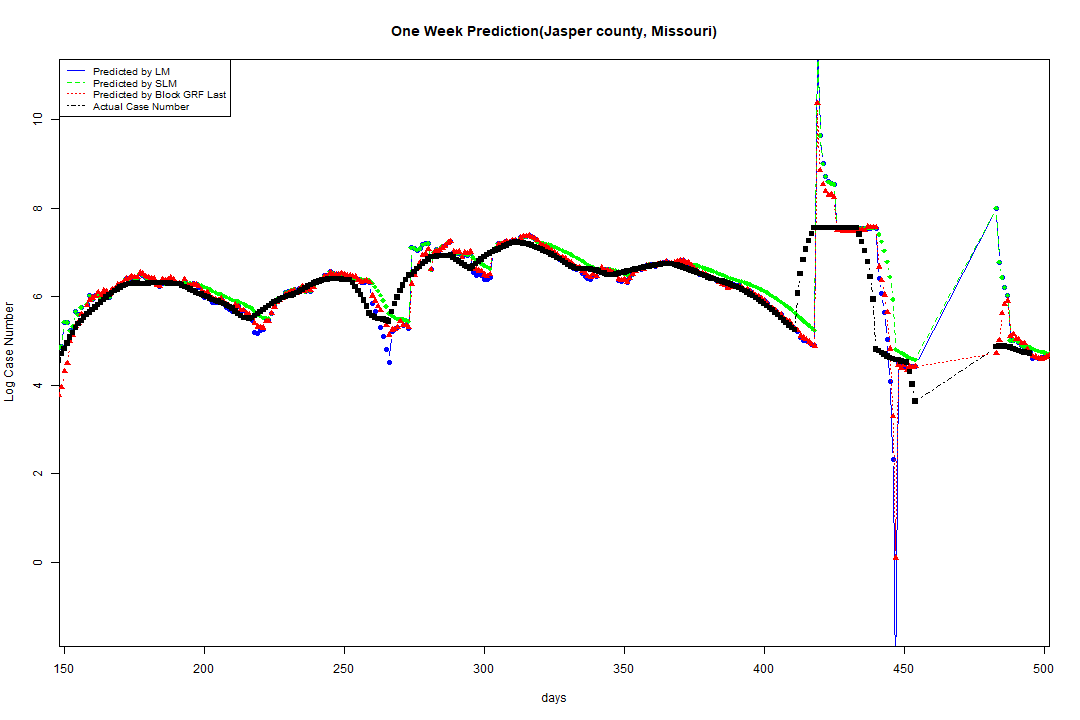 One Week Prediction(Jasper county, Missouri)
Predicted by LM
Predicted by SLM
Predicted by Block GRF Last
Actual Case Number
Log Case Number
10
8
6
4
2
0
150 200 250 300 350 400 450 500
days